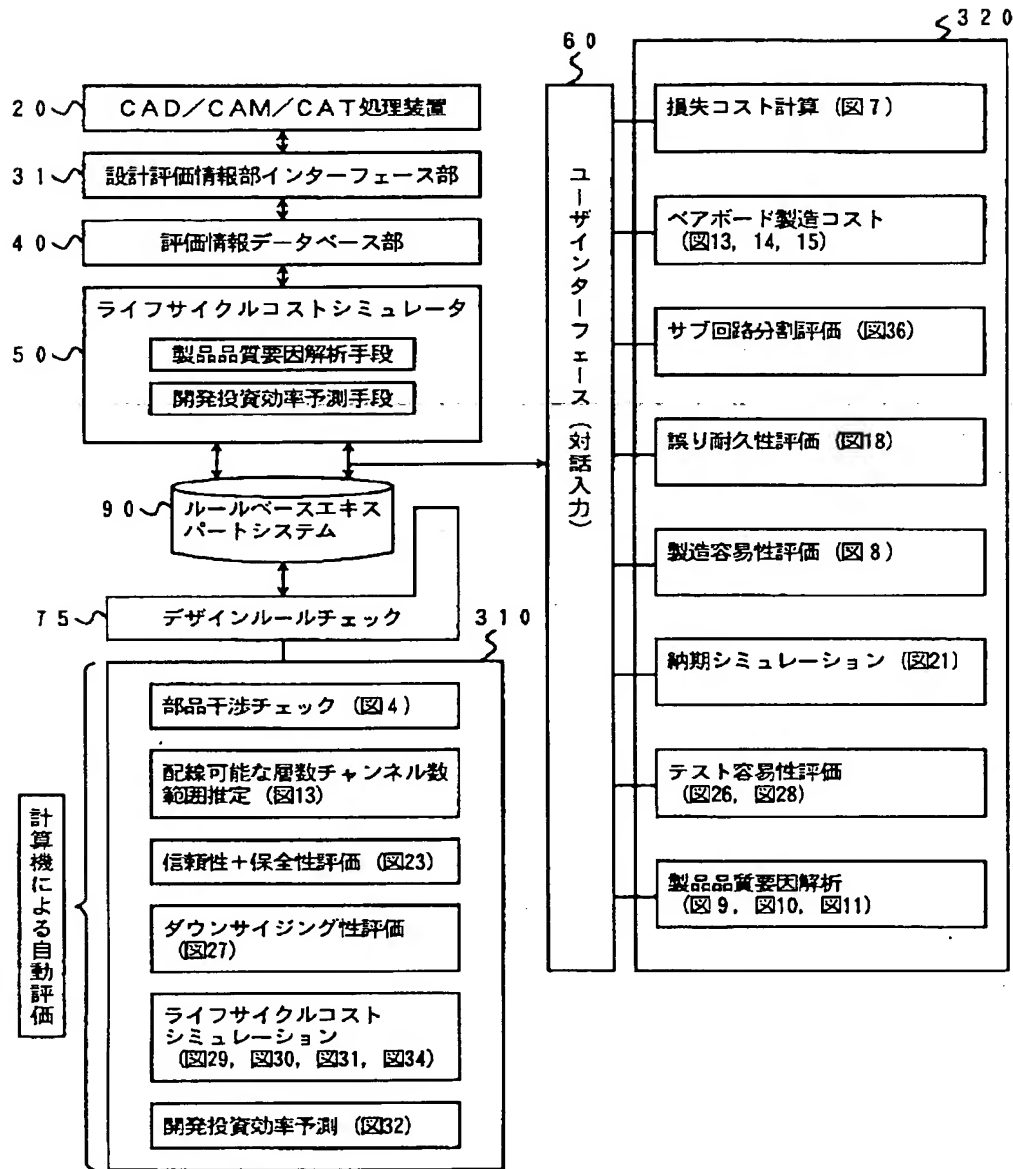 ３２０
６０
２０
ＣＡＤ／ＣＡＭ／ＣＡＴ処理装置
３１
設計評価情報部インターフェース部
４０
評価情報データベース部
ライフサイクルコストシミュレータ
５０
製品品質要因解析手段
開発投資効率予測手段
９０
ルールベースエキス
パートシステム
７５
デザインルールチェック
３１０
計算機による自動評価
部品干渉チェック（図４）
配線可能な層数チャンネル数
範囲推定（図13）
信頼性＋保全性評価（図23）
ダウンサイジング性評価
（図27）
ライフサイクルコスト
シミュレーション
（図29，図30，図31，図34）
開発投資効率予測（図32）
ユーザインターフェース（対話入力）
損失コスト計算（図７）
ベアボード製造コスト
（図13，14，15）
サブ回路分割評価（図36）
誤り耐久性評価（図18）
製造容易性評価（図８）
納期シミュレーション（図21）
テスト容易性評価
（図26，図28）
製品品質要因解析
（図９，図10，図11）